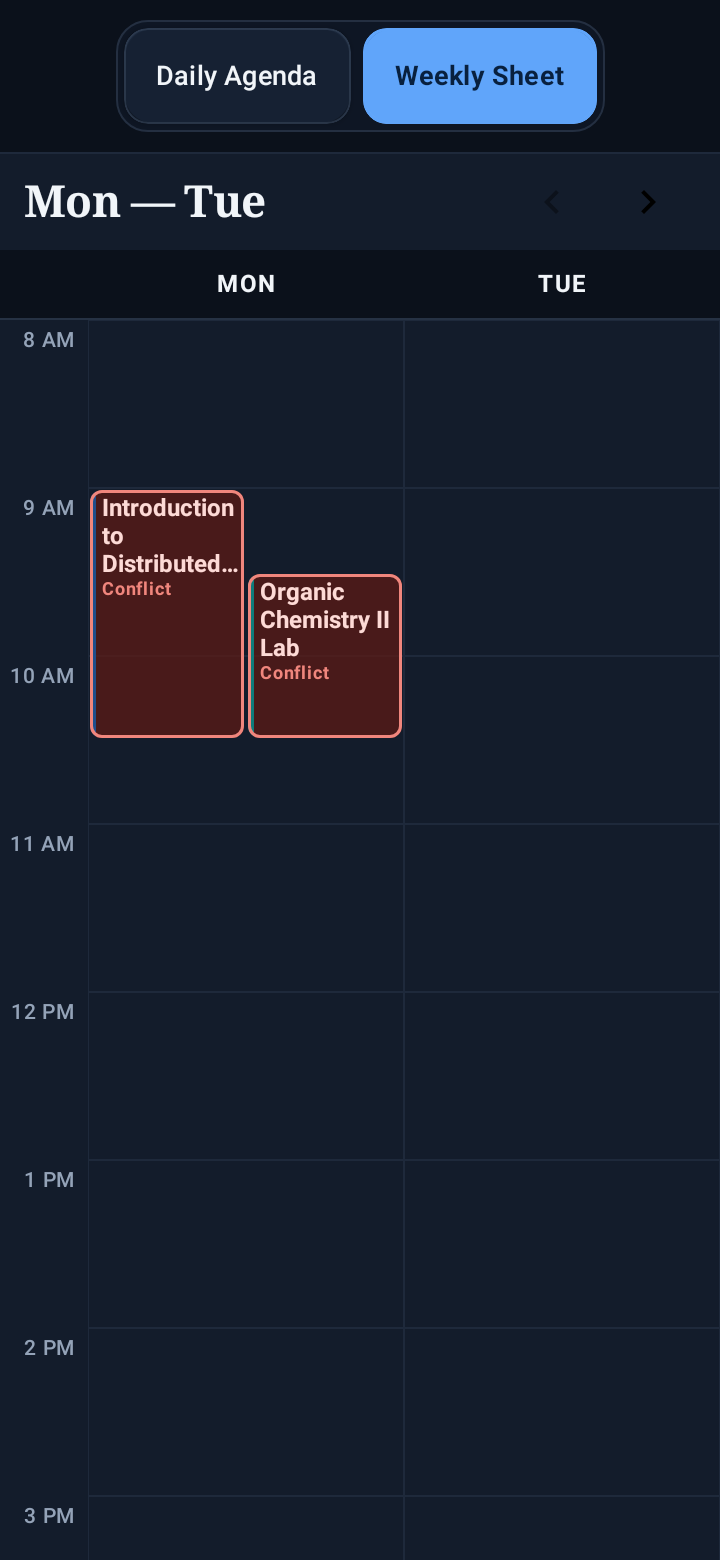 Daily Agenda
Weekly Sheet
Mon — Tue
MON
TUE
8 AM
9 AM
Introduction
to
Distributed…
Conflict
Organic
Chemistry II
Lab
Conflict
10 AM
11 AM
12 PM
1 PM
2 PM
3 PM